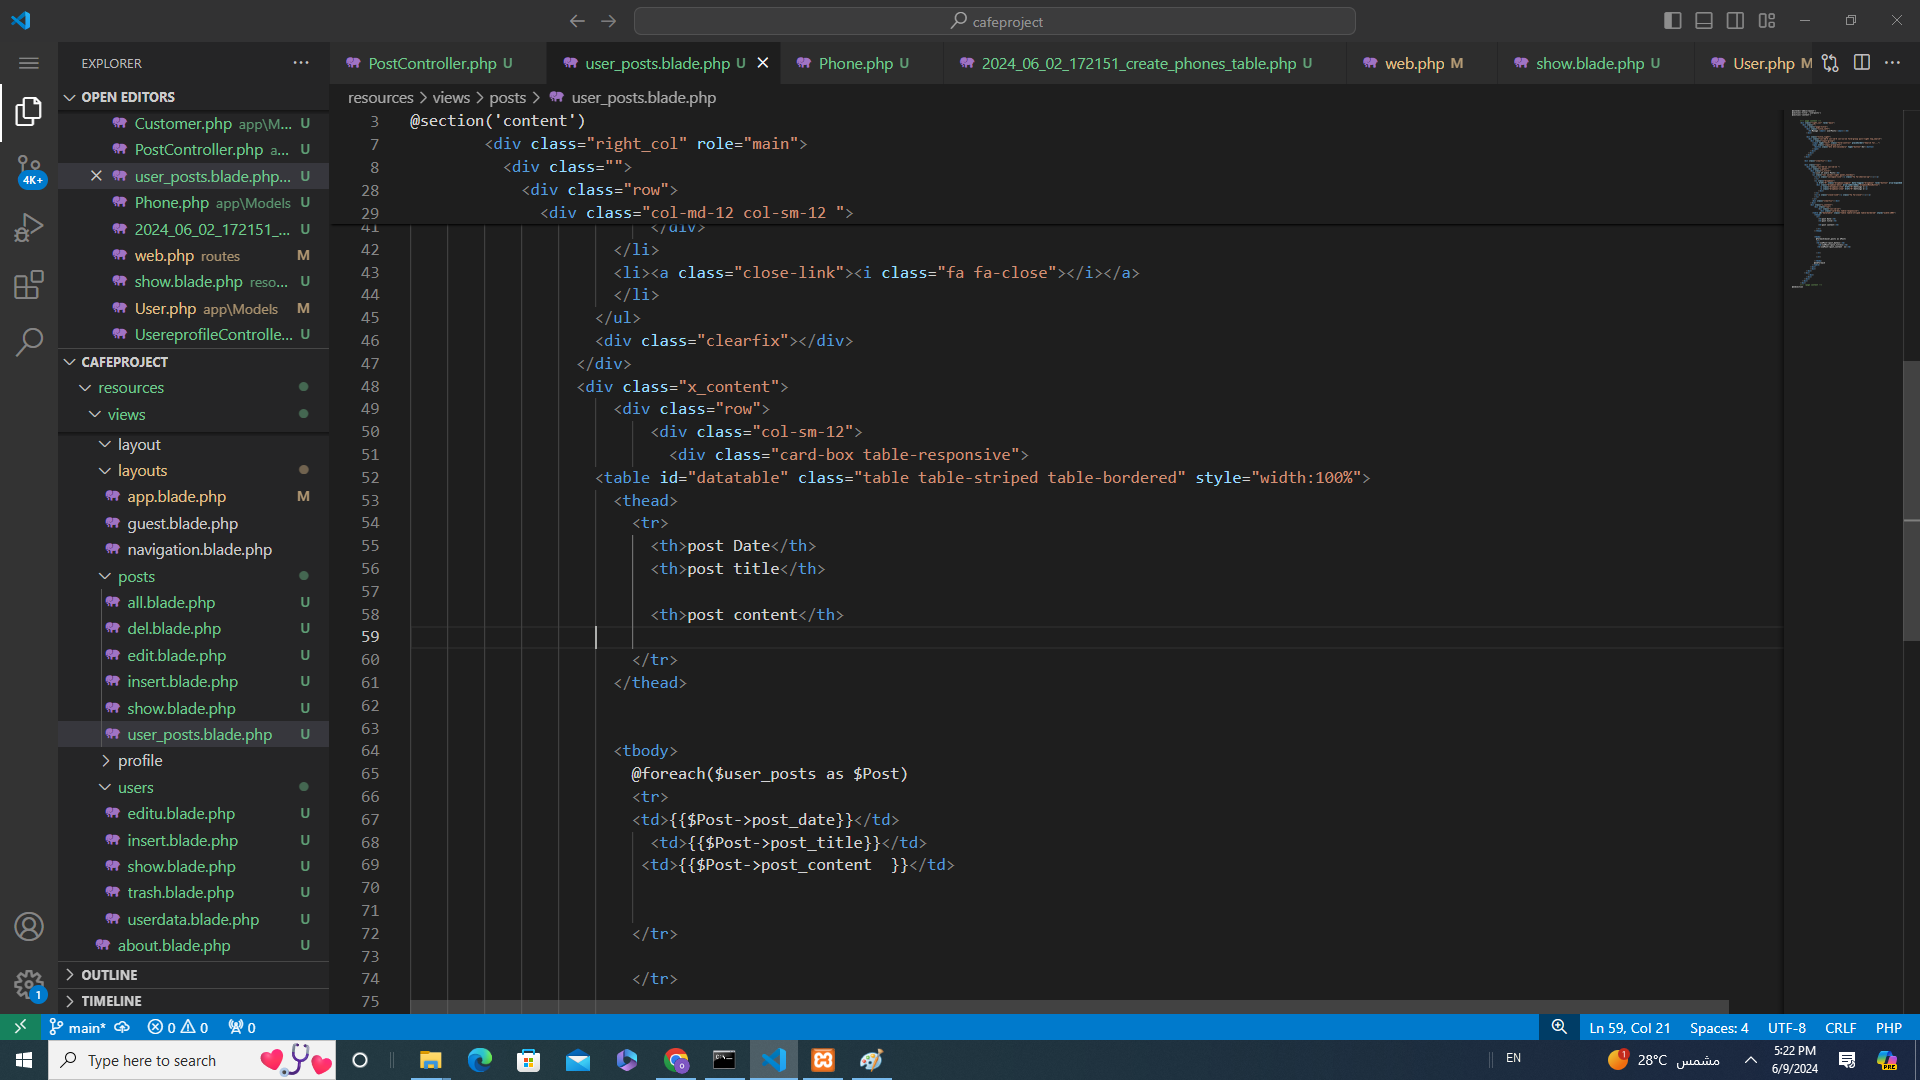 cafeproject
EXPLORER
PostController.php U
user_posts.blade.php U
Phone.php U
2024_06_02_172151_create_phones_table.php U
web.php M
show.blade.php U
User.php M
OPEN EDITORS
Customer.php app\M... U
PostController.php a... U
user_posts.blade.php... U
Phone.php app\Models U
2024_06_02_172151_... U
web.php routes M
show.blade.php reso... U
User.php app\Models M
UsereprofileControlle... U
CAFEPROJECT
resources
views
layout
layouts
app.blade.php M
guest.blade.php
navigation.blade.php
posts
all.blade.php U
del.blade.php U
edit.blade.php U
insert.blade.php U
show.blade.php U
user_posts.blade.php U
profile
users
editu.blade.php U
insert.blade.php U
show.blade.php U
trash.blade.php U
userdata.blade.php U
about.blade.php U
OUTLINE
TIMELINE
4K+
1
resources > views > posts > user_posts.blade.php
3 @section('content')
7 <div class="right_col" role="main">
8 <div class="">
28 <div class="row">
29 <div class="col-md-12 col-sm-12 ">
41 </div>
42 </li>
43 <li><a class="close-link"><i class="fa fa-close"></i></a>
44 </li>
45 </ul>
46 <div class="clearfix"></div>
47 </div>
48 <div class="x_content">
49 <div class="row">
50 <div class="col-sm-12">
51 <div class="card-box table-responsive">
52 <table id="datatable" class="table table-striped table-bordered" style="width:100%">
53 <thead>
54 <tr>
55 <th>post Date</th>
56 <th>post title</th>
57
58 <th>post content</th>
59
60 </tr>
61 </thead>
62
63
64 <tbody>
65 @foreach($user_posts as $Post)
66 <tr>
67 <td>{{$Post->post_date}}</td>
68 <td>{{$Post->post_title}}</td>
69 <td>{{$Post->post_content  }}</td>
70
71
72 </tr>
73
74 </tr>
75
main* 0 0 0
Ln 59, Col 21 Spaces: 4 UTF-8 CRLF PHP
Type here to search
EN
1
28°C مشمس
5:22 PM
6/9/2024
PRE